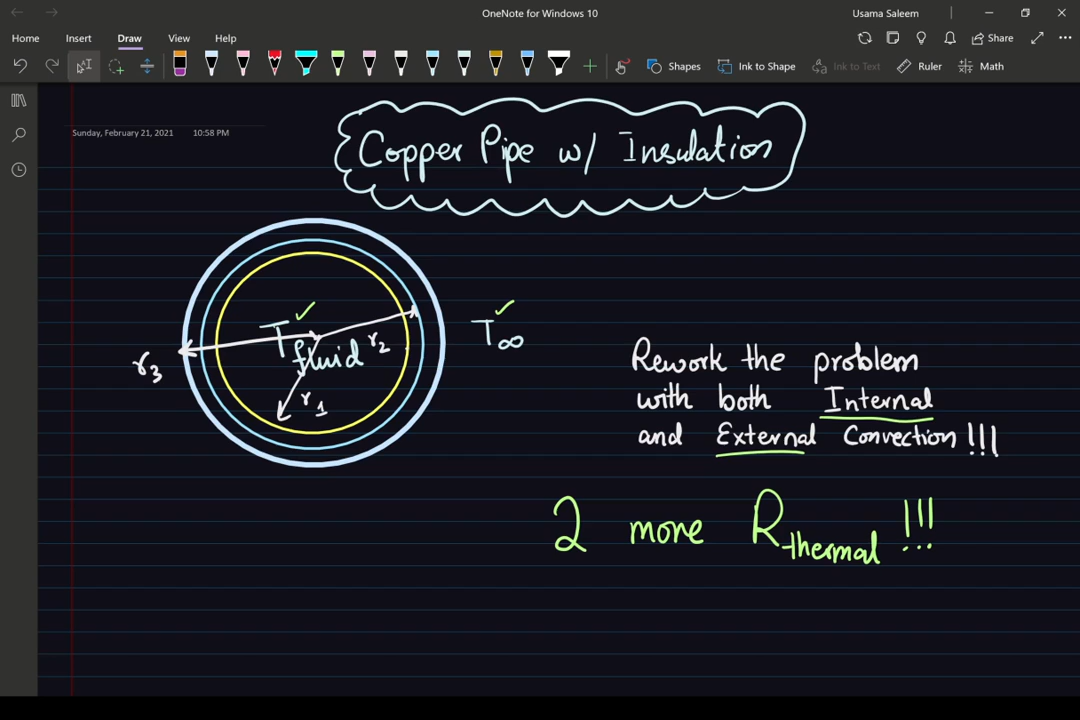 OneNote for Windows 10
Usama Saleem
Home Insert Draw View Help
Share
Shapes Ink to Shape Ink to Text Ruler Math
Sunday, February 21, 2021 10:58 PM
Copper Pipe w/ Insulation
T∞
Tfluid
r2
r3
r1
Rework the problem
with both Internal
and External Convection!!!
2 more Rthermal!!!